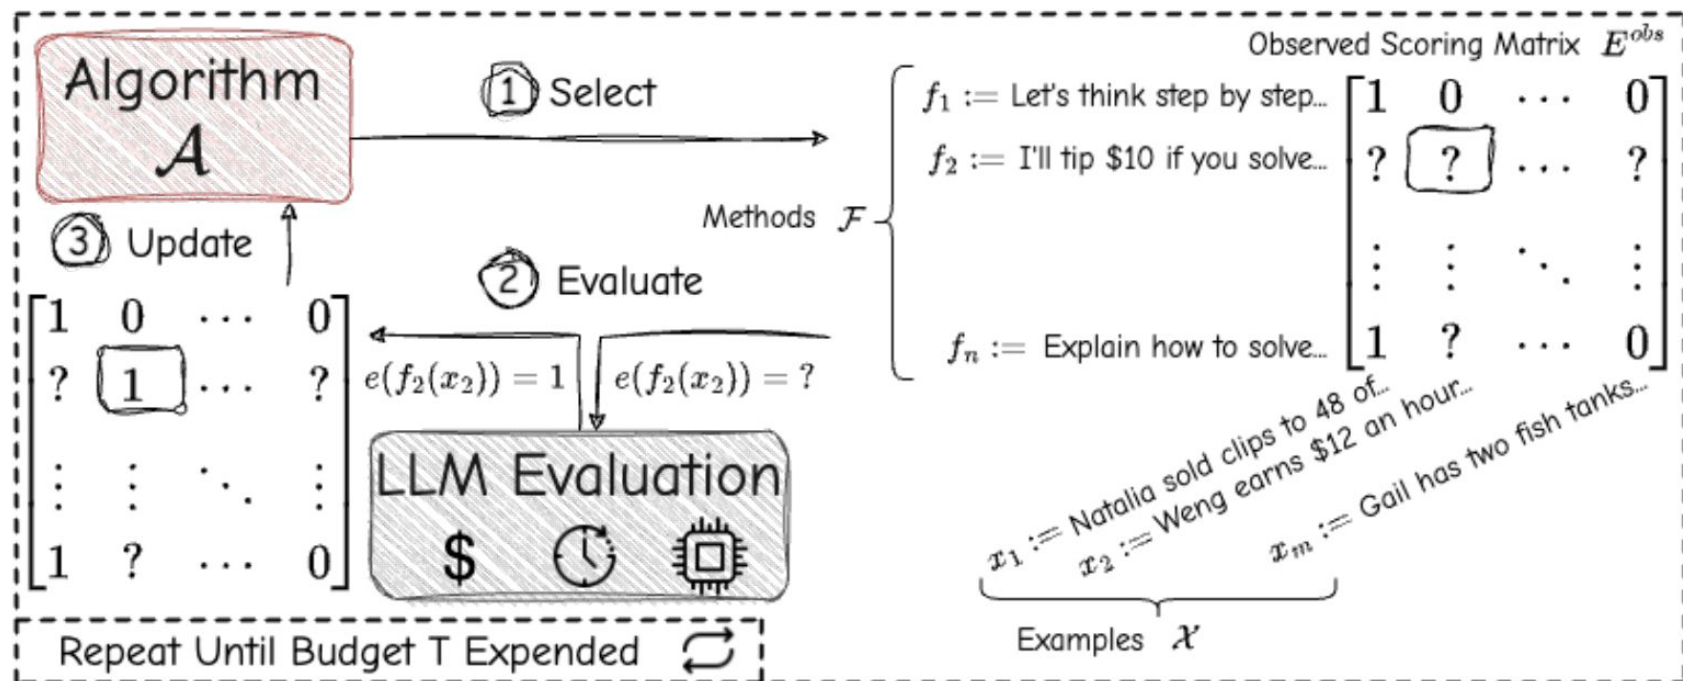 Algorithm
𝒜
① Select
Observed Scoring Matrix E^{obs}
Methods ℱ
f₁ := Let's think step by step...
f₂ := I'll tip $10 if you solve...
fₙ := Explain how to solve...
1 0 ⋯ 0
? ? ⋯ ?
⋮ ⋮ ⋱ ⋮
1 ? ⋯ 0
x₁ := Natalia sold clips to 48 of...
x₂ := Weng earns $12 an hour...
xₘ := Gail has two fish tanks...
Examples 𝒳
② Evaluate
e(f₂(x₂)) = ?
e(f₂(x₂)) = 1
LLM Evaluation
$
③ Update
1 0 ⋯ 0
? 1 ⋯ ?
⋮ ⋮ ⋱ ⋮
1 ? ⋯ 0
Repeat Until Budget T Expended